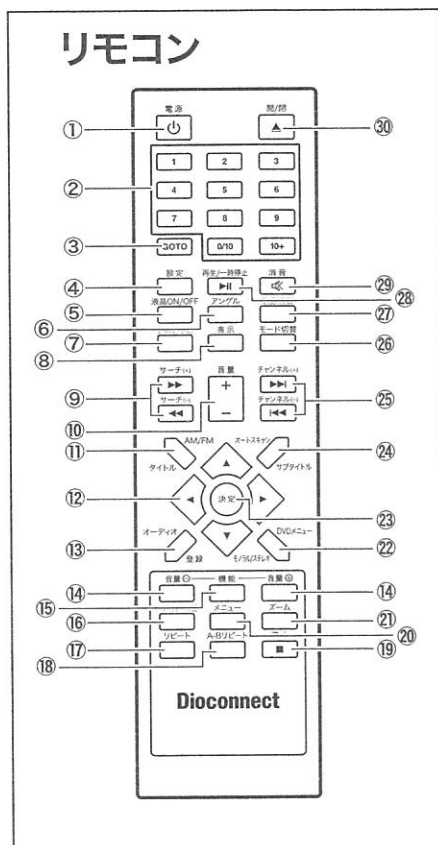 リモコン
電源 開/閉
① ㉚
1 2 3
② 4 5 6
7 8 9
③ GOTO 0/10 10+
設定 再生/一時停止 消音
④ ㉙
㉘
液晶ON/OFF アングル
⑤ ㉗
⑥
表示 モード切替
⑦ ㉖
⑧
サーチ(+) 音量 チャンネル(+)
⑨ + ㉕
サーチ(-) チャンネル(-)
⑩ −
⑪ AM/FM オートスキャン ㉔
タイトル サブタイトル
⑫ 決定
㉓
オーディオ DVDメニュー
⑬ 登録 モノラル/ステレオ ㉒
音量⊖ 機能 音量⊕
⑭ ⑭
⑮
メニュー ズーム
⑯ ㉑
⑳
リピート A-Bリピート
⑰ ⑲
⑱
Dioconnect